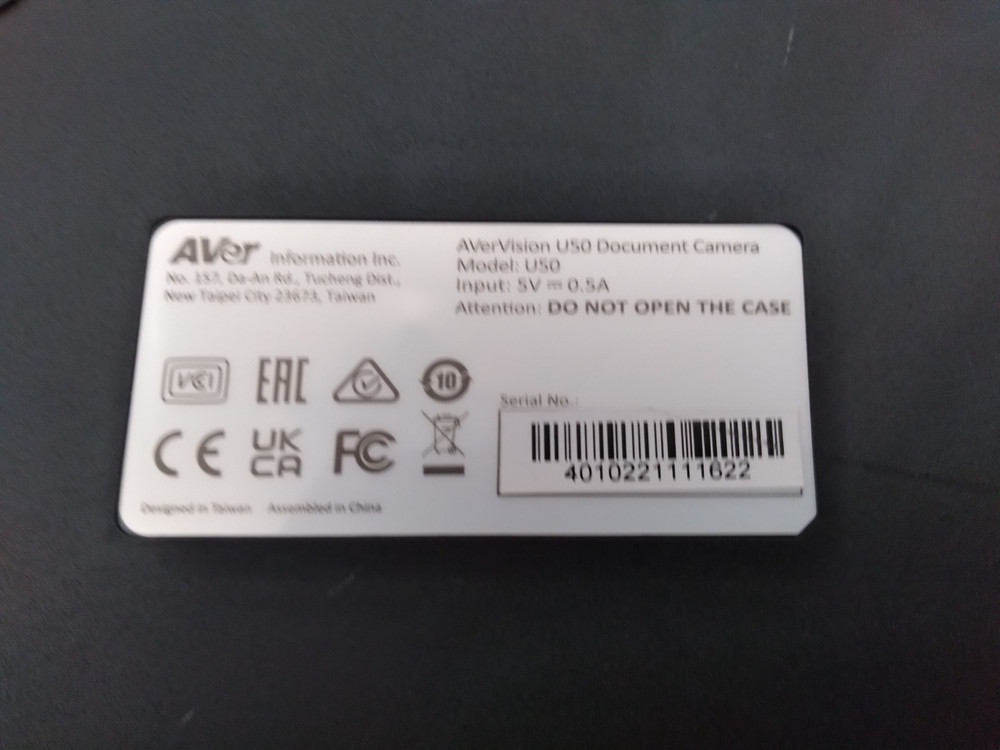 AVer Information Inc.
No. 157, Da-An Rd., Tucheng Dist.,
New Taipei City 23673, Taiwan
AVerVision U50 Document Camera
Model: U50
Input: 5V ⎓ 0.5A
Attention: DO NOT OPEN THE CASE
VCI EAC 10
CE UKCA FC
Serial No.:
4010221111622
Designed in Taiwan Assembled in China